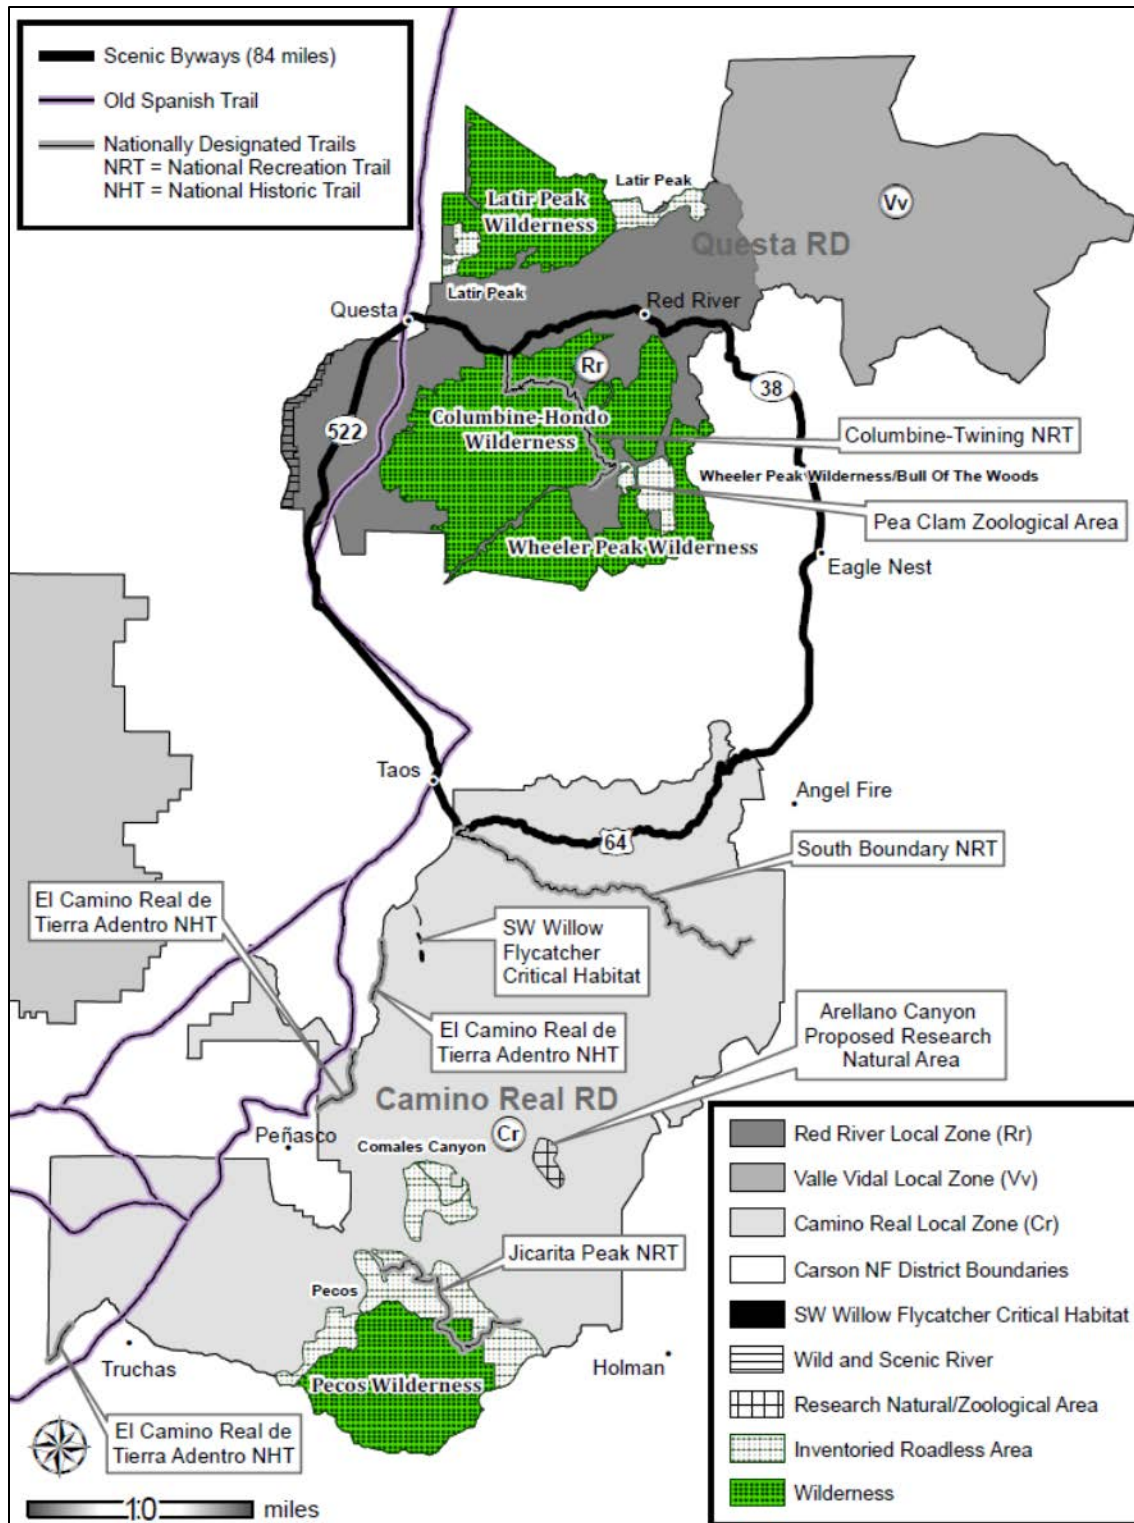 Scenic Byways (84 miles)
Old Spanish Trail
Nationally Designated Trails
NRT = National Recreation Trail
NHT = National Historic Trail
Latir Peak
Vv
Latir Peak
Wilderness
Questa RD
Latir Peak
Questa
Red River
Rr
38
522
Columbine-Hondo
Wilderness
Columbine-Twining NRT
Wheeler Peak Wilderness/Bull Of The Woods
Pea Clam Zoological Area
Wheeler Peak Wilderness
Eagle Nest
Taos
Angel Fire
64
South Boundary NRT
El Camino Real de
Tierra Adentro NHT
SW Willow
Flycatcher
Critical Habitat
El Camino Real de
Tierra Adentro NHT
Arellano Canyon
Proposed Research
Natural Area
Camino Real RD
Peñasco
Cr
Comales Canyon
Jicarita Peak NRT
Pecos
Truchas
Holman
Pecos Wilderness
El Camino Real de
Tierra Adentro NHT
10 miles
Red River Local Zone (Rr)
Valle Vidal Local Zone (Vv)
Camino Real Local Zone (Cr)
Carson NF District Boundaries
SW Willow Flycatcher Critical Habitat
Wild and Scenic River
Research Natural/Zoological Area
Inventoried Roadless Area
Wilderness